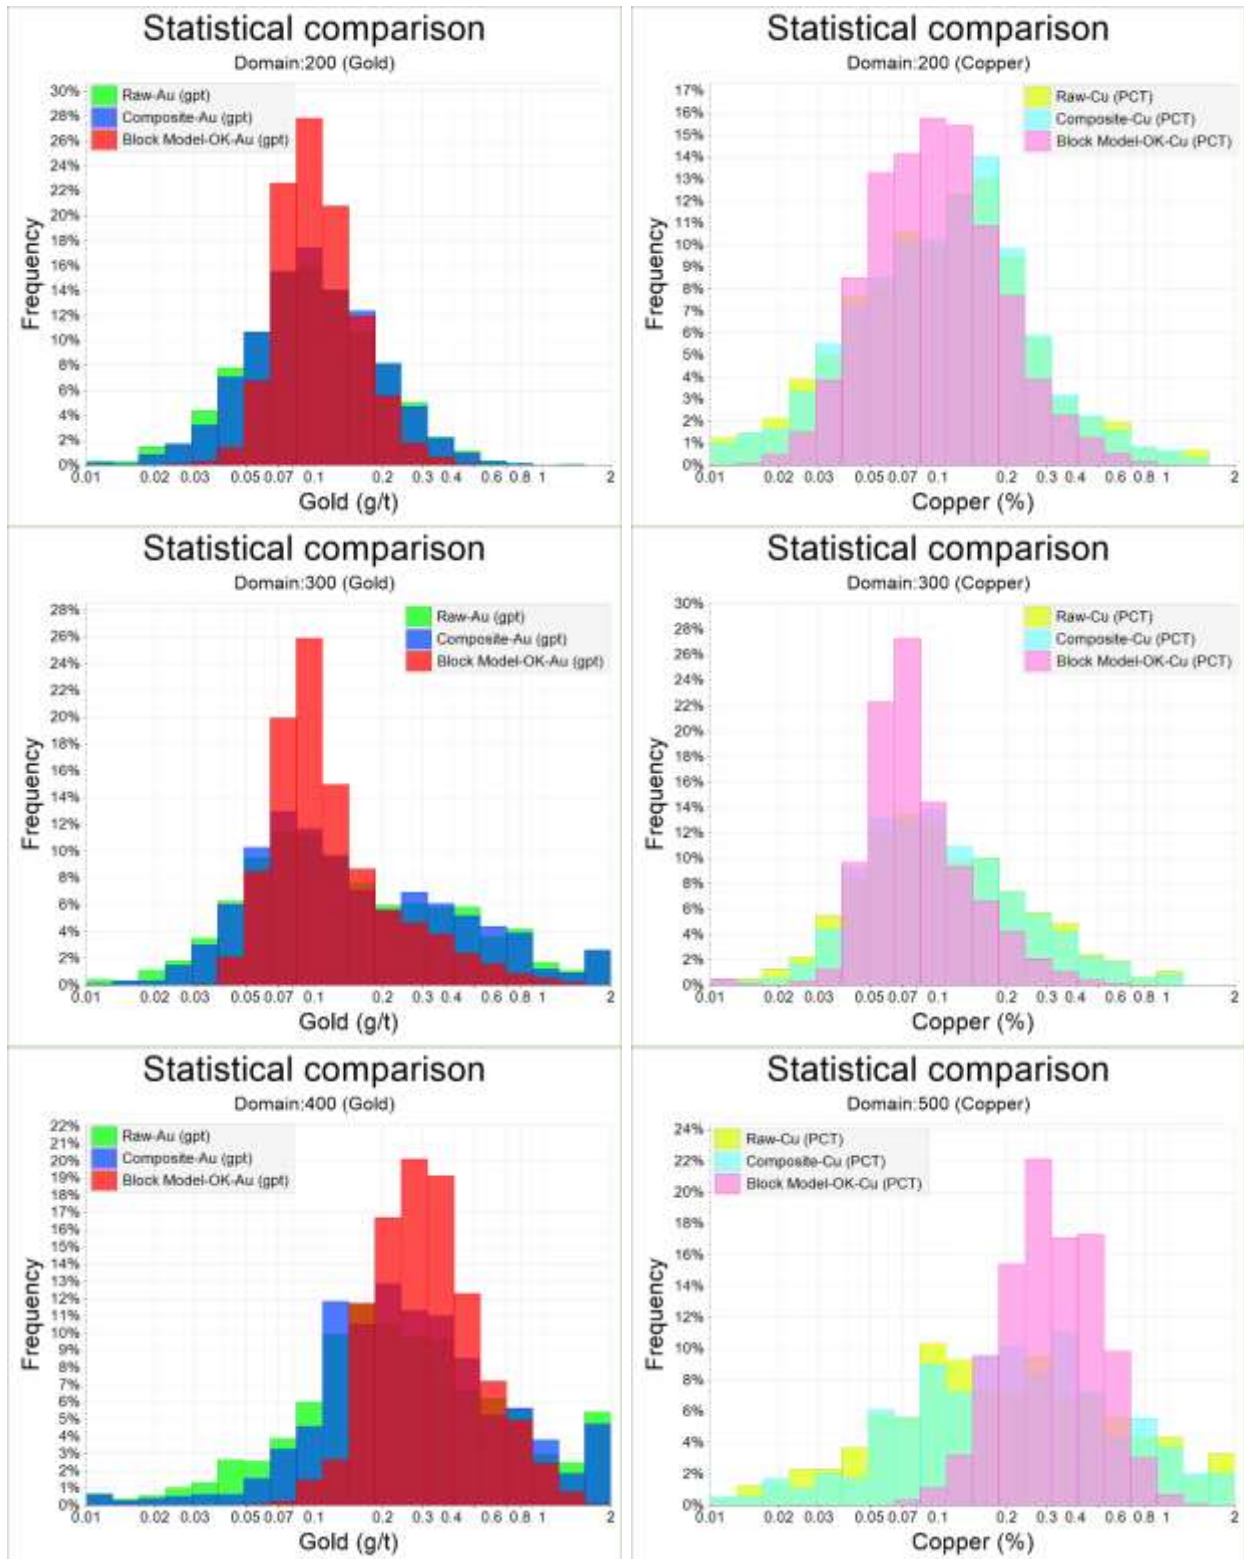 Statistical comparison
Domain:200 (Gold)
Raw-Au (gpt)
Composite-Au (gpt)
Block Model-OK-Au (gpt)
30%
28%
26%
24%
22%
20%
18%
16%
14%
12%
10%
8%
6%
4%
2%
0%
Frequency
0.01 0.02 0.03 0.05 0.07 0.1 0.2 0.3 0.4 0.6 0.8 1 2
Gold (g/t)
Statistical comparison
Domain:200 (Copper)
Raw-Cu (PCT)
Composite-Cu (PCT)
Block Model-OK-Cu (PCT)
17%
16%
15%
14%
13%
12%
11%
10%
9%
8%
7%
6%
5%
4%
3%
2%
1%
0%
Frequency
0.01 0.02 0.03 0.05 0.07 0.1 0.2 0.3 0.4 0.6 0.8 1 2
Copper (%)
Statistical comparison
Domain:300 (Gold)
Raw-Au (gpt)
Composite-Au (gpt)
Block Model-OK-Au (gpt)
28%
26%
24%
22%
20%
18%
16%
14%
12%
10%
8%
6%
4%
2%
0%
Frequency
0.01 0.02 0.03 0.05 0.07 0.1 0.2 0.3 0.4 0.6 0.8 1 2
Gold (g/t)
Statistical comparison
Domain:300 (Copper)
Raw-Cu (PCT)
Composite-Cu (PCT)
Block Model-OK-Cu (PCT)
30%
28%
26%
24%
22%
20%
18%
16%
14%
12%
10%
8%
6%
4%
2%
0%
Frequency
0.01 0.02 0.03 0.05 0.07 0.1 0.2 0.3 0.4 0.6 0.8 1 2
Copper (%)
Statistical comparison
Domain:400 (Gold)
Raw-Au (gpt)
Composite-Au (gpt)
Block Model-OK-Au (gpt)
22%
21%
20%
19%
18%
17%
16%
15%
14%
13%
12%
11%
10%
9%
8%
7%
6%
5%
4%
3%
2%
1%
0%
Frequency
0.01 0.02 0.03 0.05 0.07 0.1 0.2 0.3 0.4 0.6 0.8 1 2
Gold (g/t)
Statistical comparison
Domain:500 (Copper)
Raw-Cu (PCT)
Composite-Cu (PCT)
Block Model-OK-Cu (PCT)
24%
22%
20%
18%
16%
14%
12%
10%
8%
6%
4%
2%
0%
Frequency
0.01 0.02 0.03 0.05 0.07 0.1 0.2 0.3 0.4 0.6 0.8 1 2
Copper (%)